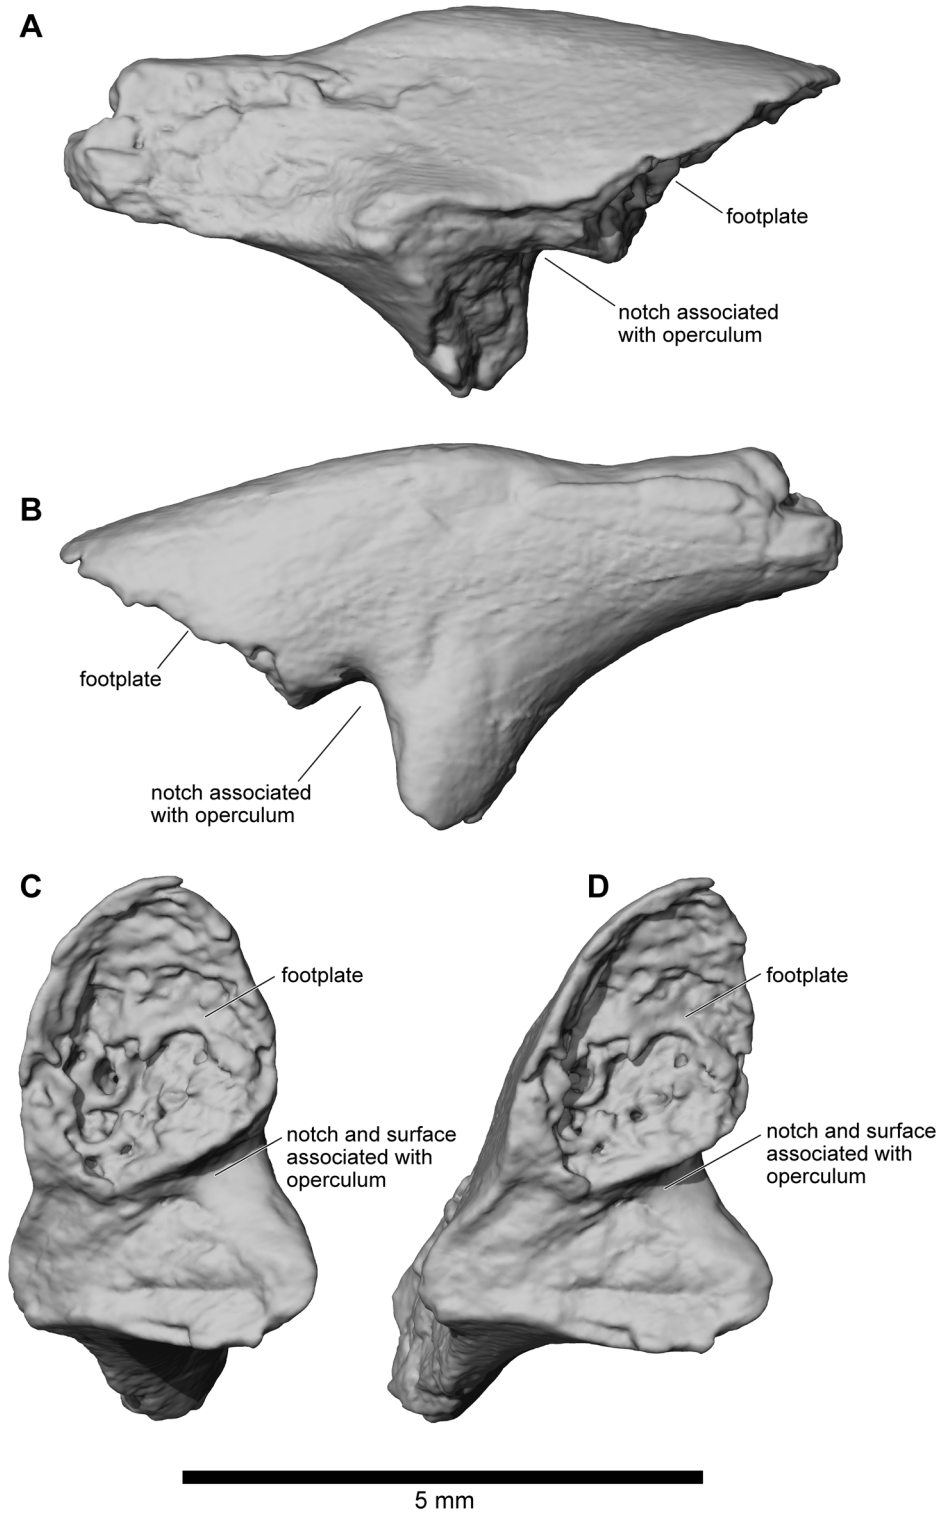 A
footplate
notch associated
with operculum
B
footplate
notch associated
with operculum
C
footplate
notch and surface
associated with
operculum
D
footplate
notch and surface
associated with
operculum
5 mm